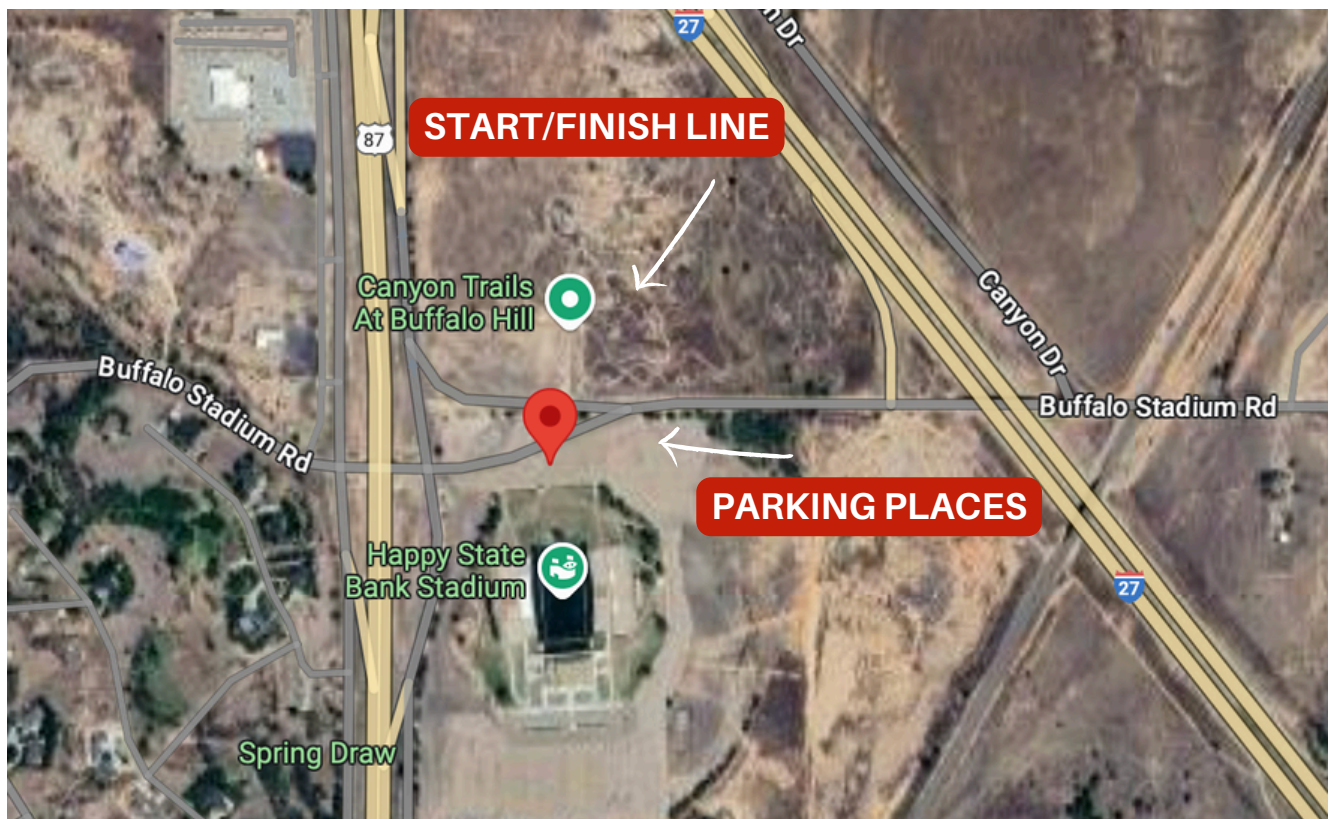 27
n Dr
START/FINISH LINE
87
Canyon Trails
At Buffalo Hill
Canyon Dr
Buffalo Stadium Rd
Buffalo Stadium Rd
PARKING PLACES
Happy State
Bank Stadium
27
Spring Draw